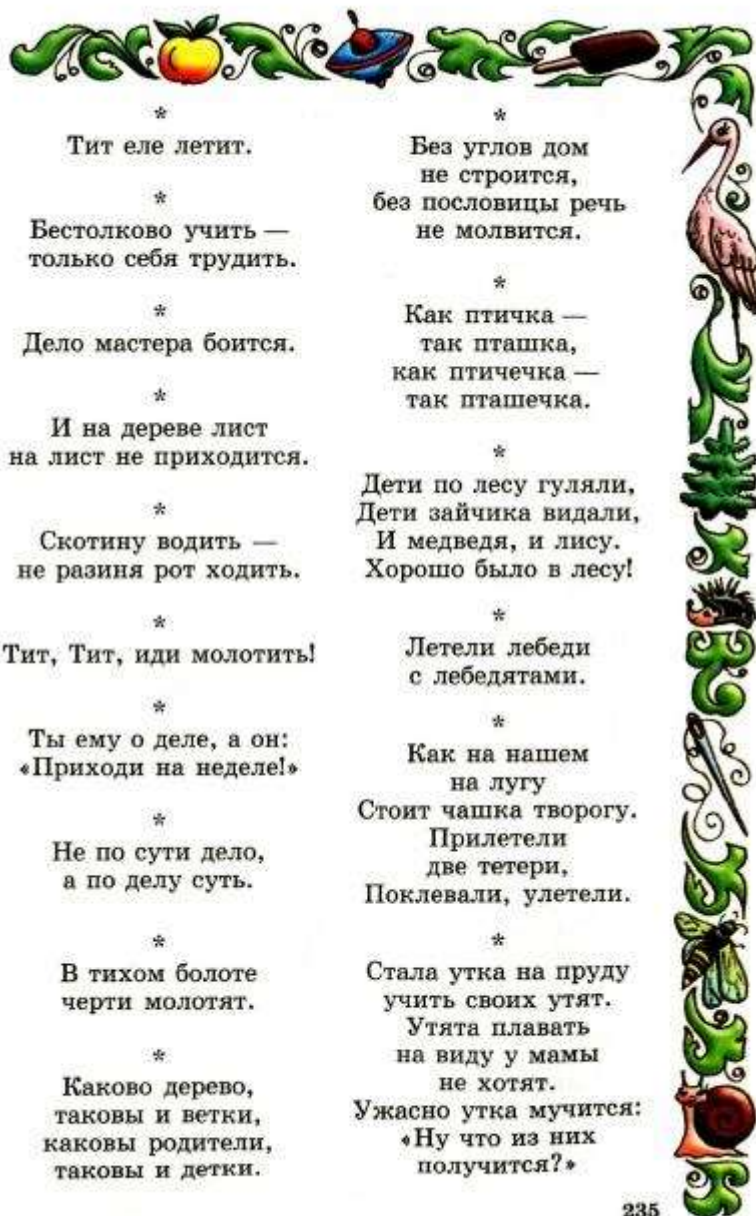 *
Тит еле летит.
*
Бестолково учить —
только себя трудить.
*
Дело мастера боится.
*
И на дереве лист
на лист не приходится.
*
Скотину водить —
не разиня рот ходить.
*
Тит, Тит, иди молотить!
*
Ты ему о деле, а он:
«Приходи на неделе!»
*
Не по сути дело,
а по делу суть.
*
В тихом болоте
черти молотят.
*
Каково дерево,
таковы и ветки,
каковы родители,
таковы и детки.
*
Без углов дом
не строится,
без пословицы речь
не молвится.
*
Как птичка —
так пташка,
как птичечка —
так пташечка.
*
Дети по лесу гуляли,
Дети зайчика видали,
И медведя, и лису.
Хорошо было в лесу!
*
Летели лебеди
с лебедятами.
*
Как на нашем
на лугу
Стоит чашка творогу.
Прилетели
две тетери,
Поклевали, улетели.
*
Стала утка на пруду
учить своих утят.
Утята плавать
на виду у мамы
не хотят.
Ужасно утка мучится:
«Ну что из них
получится?»
235